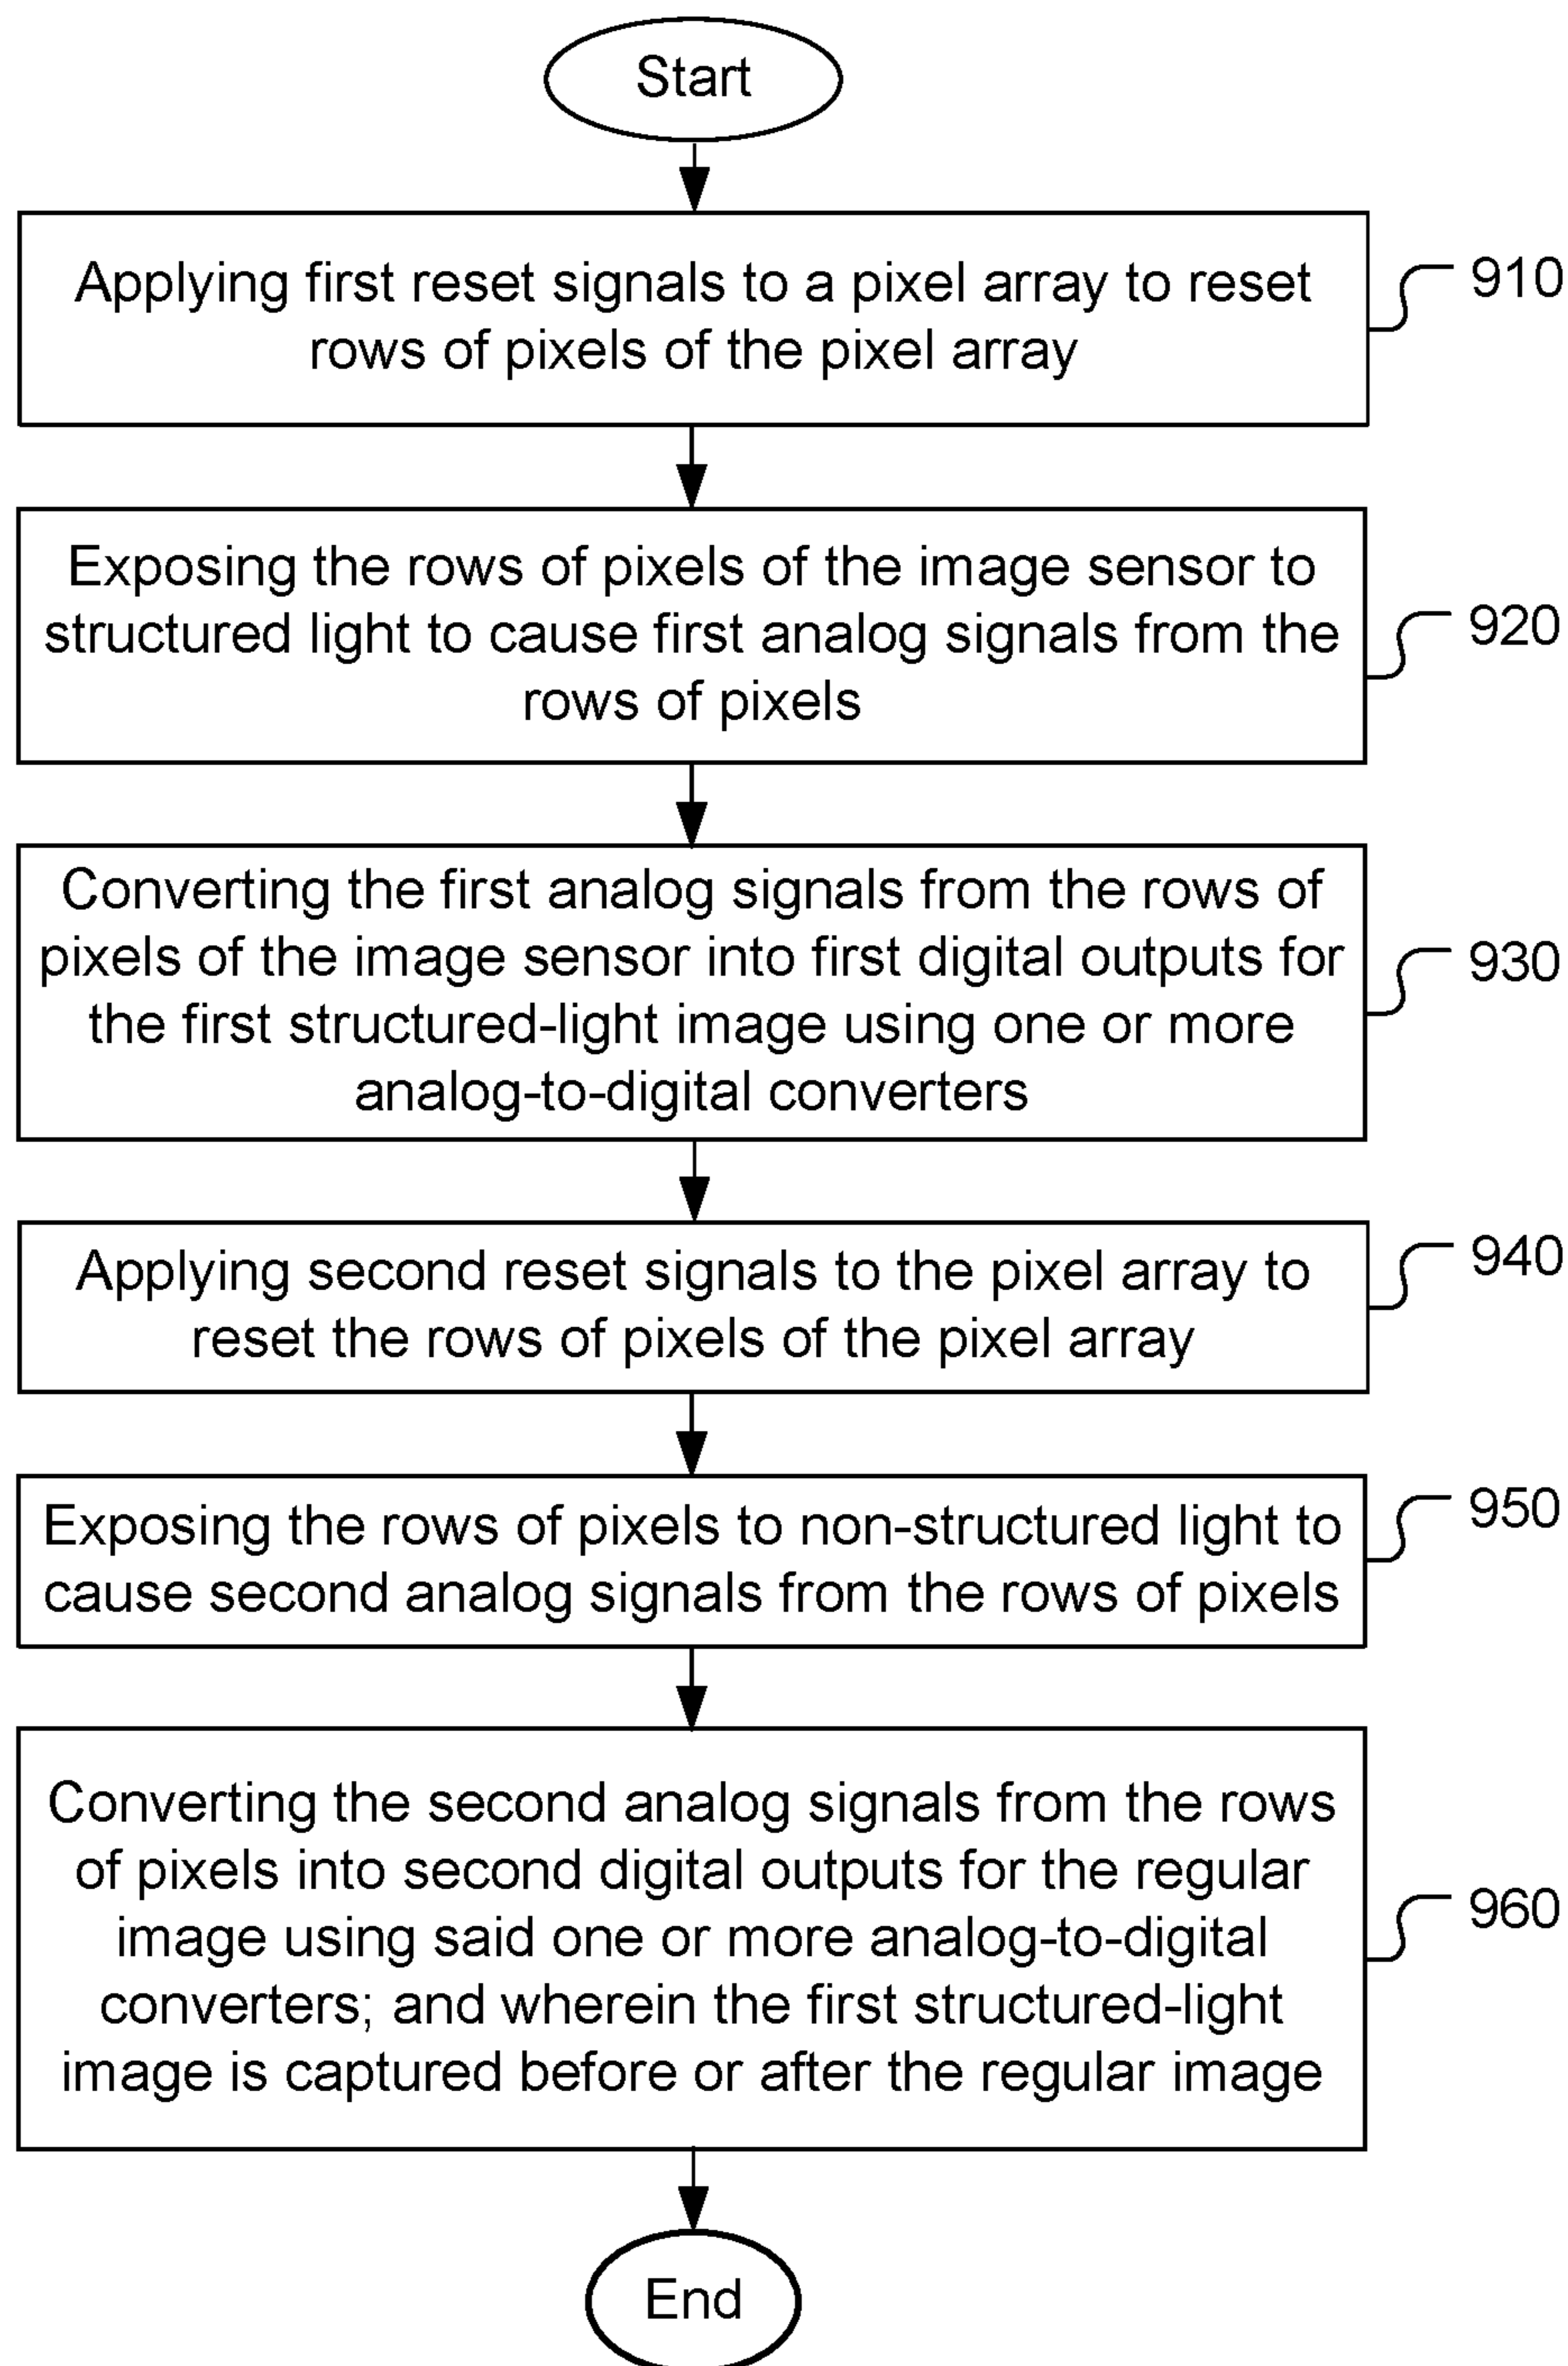 Start
Applying first reset signals to a pixel array to reset
rows of pixels of the pixel array
910
Exposing the rows of pixels of the image sensor to
structured light to cause first analog signals from the
rows of pixels
920
Converting the first analog signals from the rows of
pixels of the image sensor into first digital outputs for
the first structured-light image using one or more
analog-to-digital converters
930
Applying second reset signals to the pixel array to
reset the rows of pixels of the pixel array
940
Exposing the rows of pixels to non-structured light to
cause second analog signals from the rows of pixels
950
Converting the second analog signals from the rows
of pixels into second digital outputs for the regular
image using said one or more analog-to-digital
converters; and wherein the first structured-light
image is captured before or after the regular image
960
End